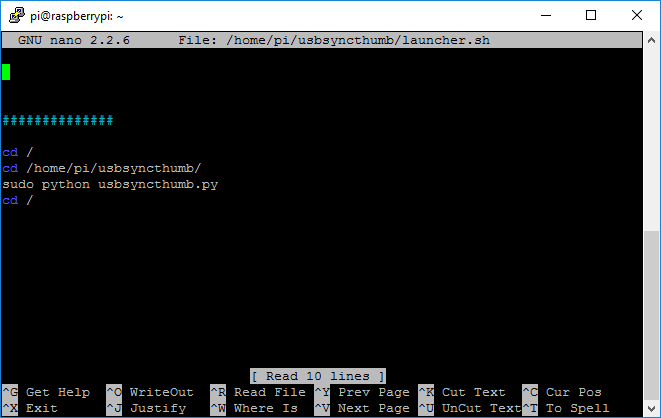 pi@raspberrypi: ~
GNU nano 2.2.6 File: /home/pi/usbsyncthumb/launcher.sh
##############
cd /
cd /home/pi/usbsyncthumb/
sudo python usbsyncthumb.py
cd /
[ Read 10 lines ]
^G Get Help ^O WriteOut ^R Read File ^Y Prev Page ^K Cut Text ^C Cur Pos
^X Exit ^J Justify ^W Where Is ^V Next Page ^U UnCut Text ^T To Spell